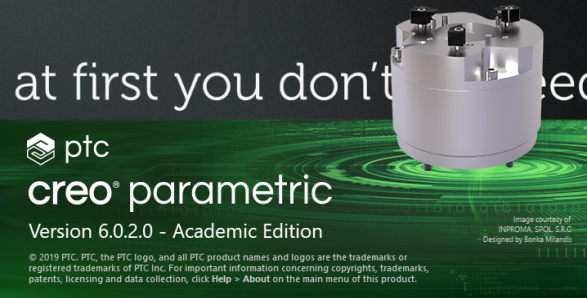 at first you don't
ptc
creo® parametric
Version 6.0.2.0 - Academic Edition
© 2019 PTC. PTC, the PTC logo, and all PTC product names and logos are the trademarks or
registered trademarks of PTC Inc. For important information concerning copyrights, trademarks,
patents, licensing and data collection, click Help > About on the main menu of this product.
Image courtesy of
INPROMA, SPOL. S.R.O
Designed by Bonka Milandis